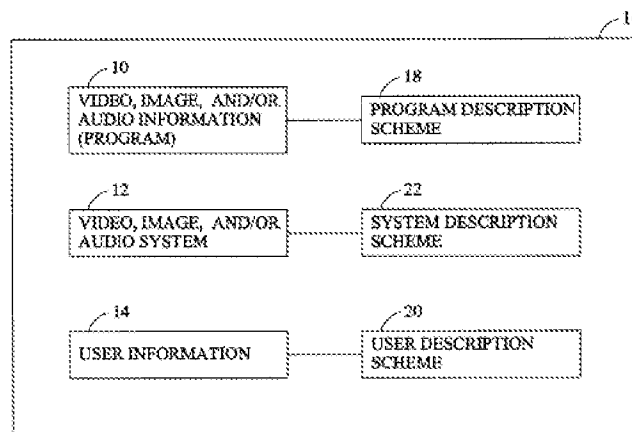 1
10
18
VIDEO, IMAGE, AND/OR
AUDIO INFORMATION
(PROGRAM)
PROGRAM DESCRIPTION
SCHEME
12
22
VIDEO, IMAGE, AND/OR
AUDIO SYSTEM
SYSTEM DESCRIPTION
SCHEME
14
20
USER INFORMATION
USER DESCRIPTION
SCHEME